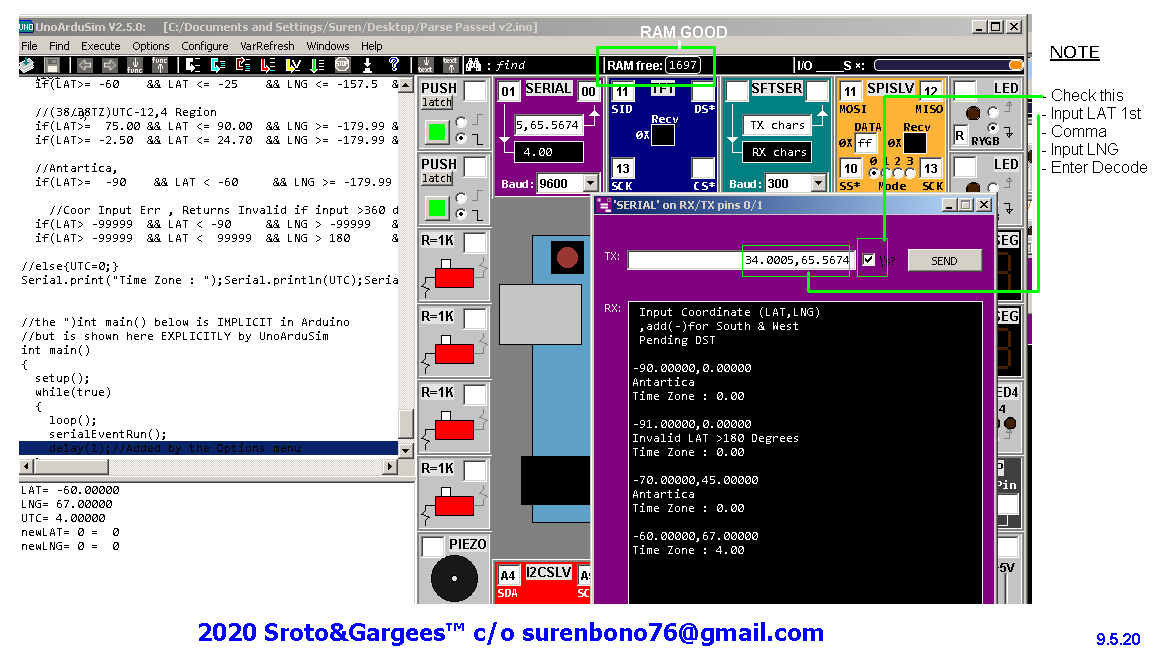 UnoArduSim V2.5.0: [C:/Documents and Settings/Suren/Desktop/Parse Passed v2.ino]
RAM GOOD
NOTE
File Find Execute Options Configure VarRefresh Windows Help
find
RAM free: 1697
I/O_____S ×:
if(LAT>= -60 && LAT <= -25 && LNG <= -157.5 &
//(38/38TZ)UTC-12,4 Region
if(LAT>= 75.00 && LAT <= 90.00 && LNG >= -179.99 &
if(LAT>= -2.50 && LAT <= 24.70 && LNG >= -179.99 &
//Antartica,
if(LAT>= -90 && LAT < -60 && LNG >= -179.99
//Coor Input Err , Returns Invalid if input >360 d
if(LAT> -99999 && LAT < -90 && LNG > -99999 &
if(LAT> -99999 && LAT < 99999 && LNG > 180 &
//else{UTC=0;}
Serial.print("Time Zone : ");Serial.println(UTC);Seria
//the ")int main() below is IMPLICIT in Arduino
//but is shown here EXPLICITLY by UnoArduSim
int main()
{
setup();
while(true)
{
loop();
serialEventRun();
delay(1);//Added by the Options menu
LAT= -60.00000
LNG= 67.00000
UTC= 4.00000
newLAT= 0 = 0
newLNG= 0 = 0
PUSH
latch
PUSH
latch
R=1K
R=1K
R=1K
R=1K
PIEZO
01 SERIAL 00
5,65.5674
4.00
Baud: 9600
11 TFT
SID DS*
Recv
0X
13
SCK CS*
SFTSER
TX chars
RX chars
Baud: 300
11 SPISLV 12
MOSI MISO
DATA Recv
0X ff 0X
0 1 2 3
10 13
SS* Mode SCK
LED
R RYGB
LED
SEG
SEG
ED4
4
Pin
5V
A4 I2CSLV
SDA
'SERIAL' on RX/TX pins 0/1
TX: 34.0005,65.5674 SEND
RX:
Input Coordinate (LAT,LNG)
,add(-)for South & West
Pending DST
-90.00000,0.00000
Antartica
Time Zone : 0.00
-91.00000,0.00000
Invalid LAT >180 Degrees
Time Zone : 0.00
-70.00000,45.00000
Antartica
Time Zone : 0.00
-60.00000,67.00000
Time Zone : 4.00
- Check this
- Input LAT 1st
- Comma
- Input LNG
- Enter Decode
2020 Sroto&Gargees™ c/o surenbono76@gmail.com
9.5.20